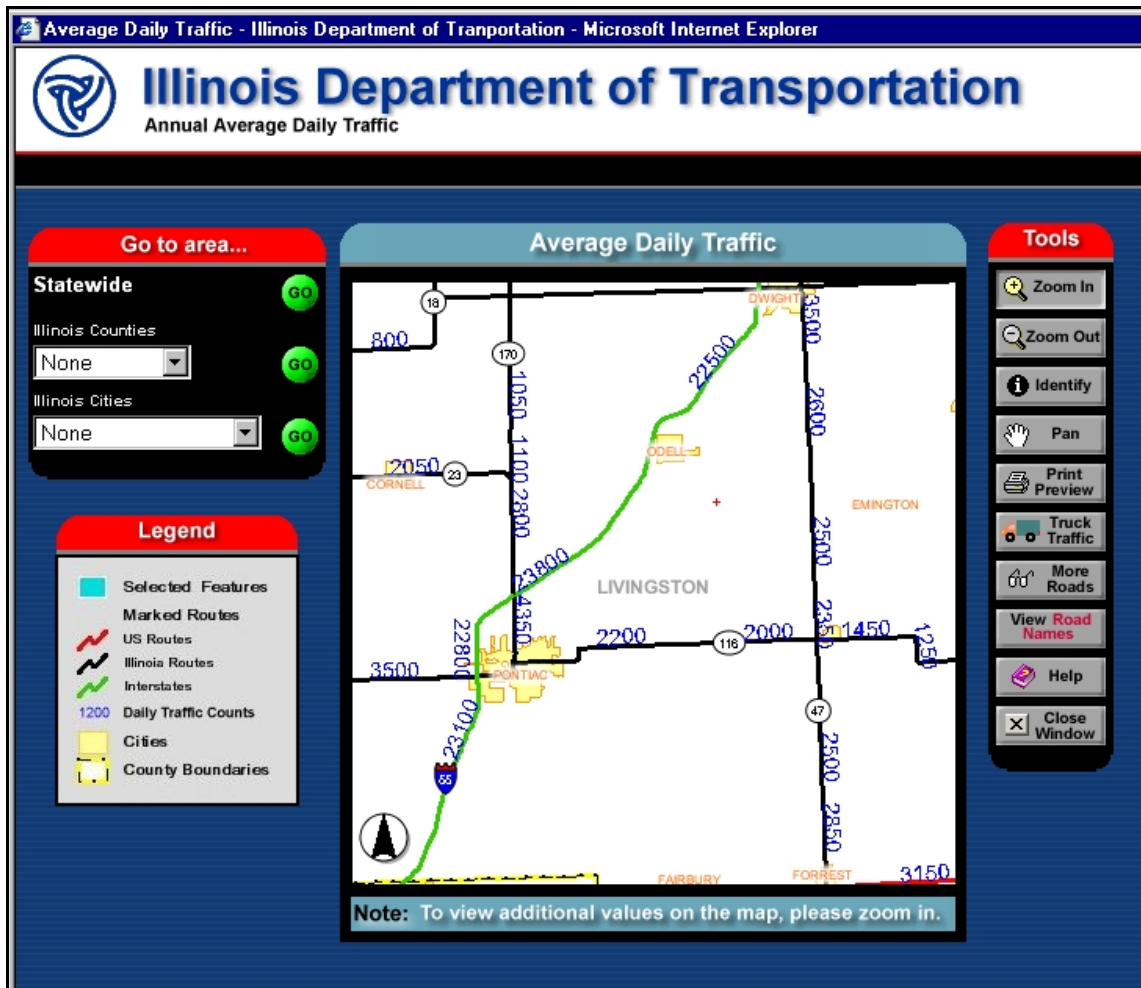 Average Daily Traffic - Illinois Department of Tranportation - Microsoft Internet Explorer
Illinois Department of Transportation
Annual Average Daily Traffic
Go to area...
Statewide
GO
Illinois Counties
None
GO
Illinois Cities
None
GO
Legend
Selected Features
Marked Routes
US Routes
Illinoia Routes
Interstates
1200 Daily Traffic Counts
Cities
County Boundaries
Average Daily Traffic
18
DWIGHT
3500
800
170
22500
1050
2600
1100
ODELL
2050
23
CORNELL
2800
EMINGTON
2500
23800
LIVINGSTON
4350
2350
22800
2200
116
2000
1450
1250
3500
PONTIAC
47
23100
55
2500
2850
FAIRBURY
FORREST
3150
Note: To view additional values on the map, please zoom in.
Tools
Zoom In
Zoom Out
Identify
Pan
Print
Preview
Truck
Traffic
More
Roads
View Road
Names
Help
Close
Window